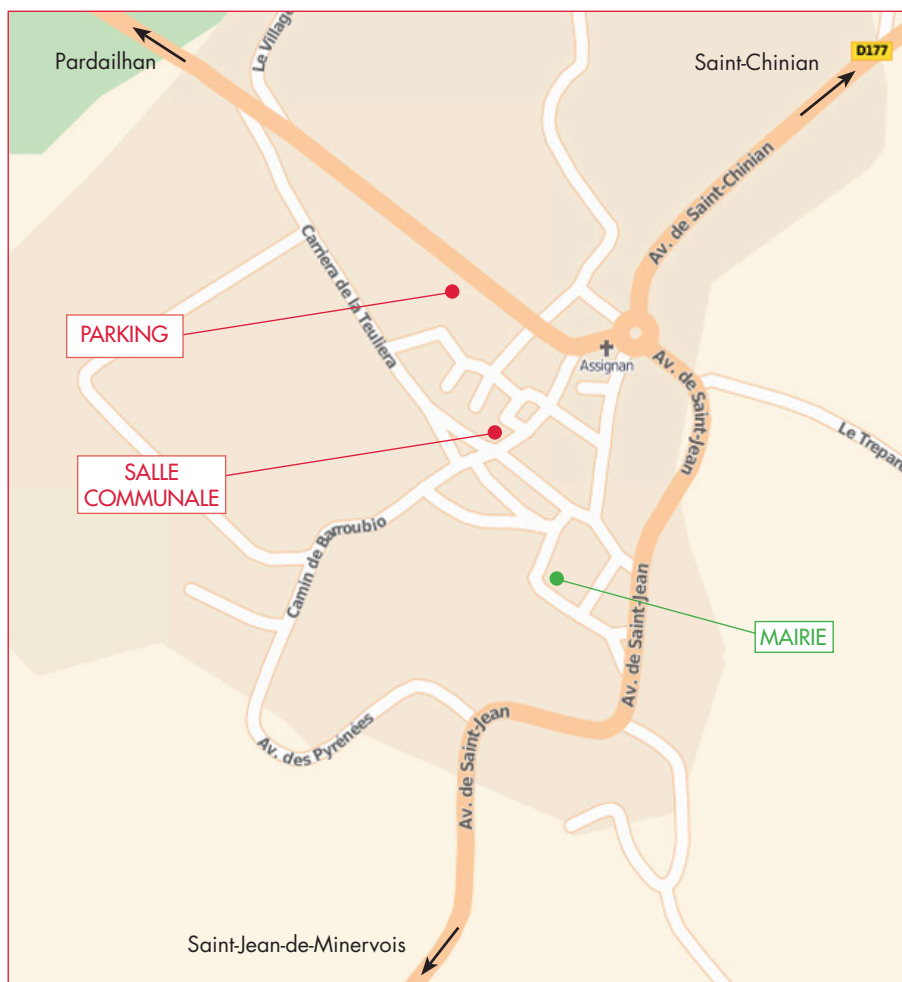 Pardailhan
Le Village
Saint-Chinian
D177
Av. de Saint-Chinian
Carriera de la Teuliera
PARKING
Assignan
Av. de Saint-Jean
Le Trepan
SALLE
COMMUNALE
Camin de Barroubio
MAIRIE
Av. de Saint-Jean
Av. des Pyrénées
Av. de Saint-Jean
Saint-Jean-de-Minervois